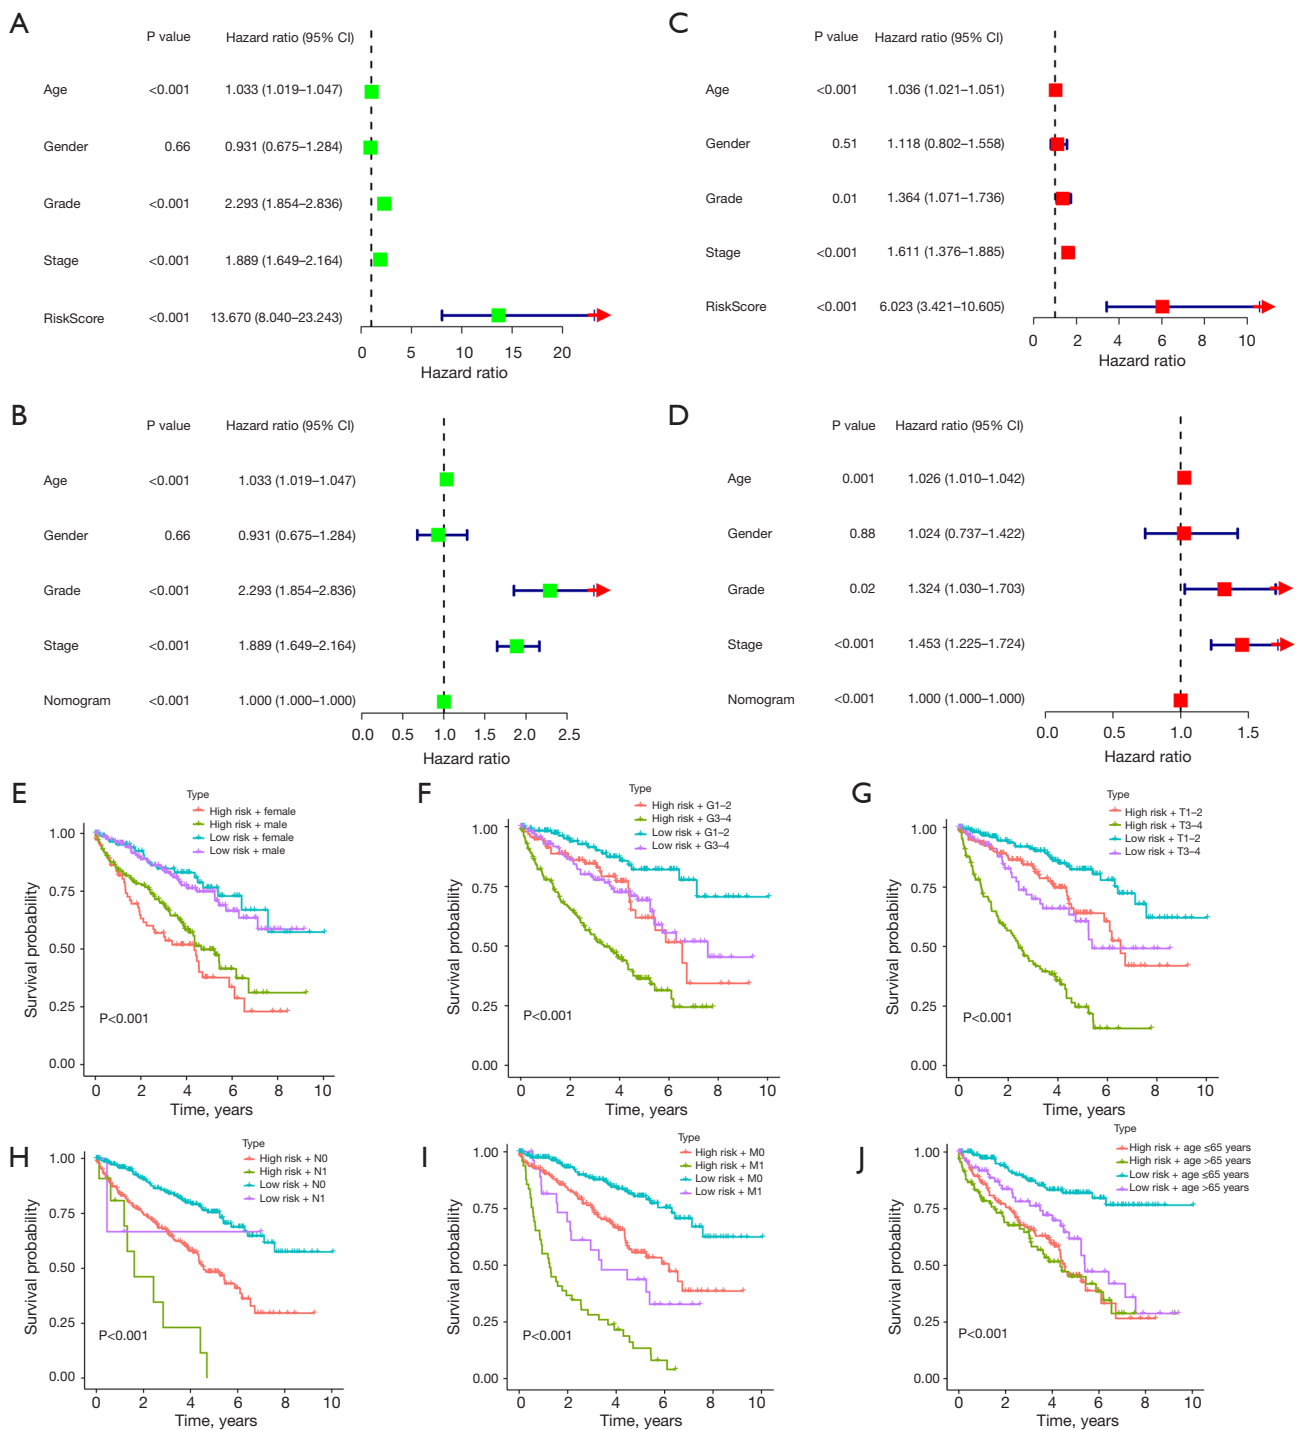 A
P value Hazard ratio (95% CI)
Age <0.001 1.033 (1.019–1.047)
Gender 0.66 0.931 (0.675–1.284)
Grade <0.001 2.293 (1.854–2.836)
Stage <0.001 1.889 (1.649–2.164)
RiskScore <0.001 13.670 (8.040–23.243)
0 5 10 15 20
Hazard ratio
C
P value Hazard ratio (95% CI)
Age <0.001 1.036 (1.021–1.051)
Gender 0.51 1.118 (0.802–1.558)
Grade 0.01 1.364 (1.071–1.736)
Stage <0.001 1.611 (1.376–1.885)
RiskScore <0.001 6.023 (3.421–10.605)
0 2 4 6 8 10
Hazard ratio
B
P value Hazard ratio (95% CI)
Age <0.001 1.033 (1.019–1.047)
Gender 0.66 0.931 (0.675–1.284)
Grade <0.001 2.293 (1.854–2.836)
Stage <0.001 1.889 (1.649–2.164)
Nomogram <0.001 1.000 (1.000–1.000)
0.0 0.5 1.0 1.5 2.0 2.5
Hazard ratio
D
P value Hazard ratio (95% CI)
Age 0.001 1.026 (1.010–1.042)
Gender 0.88 1.024 (0.737–1.422)
Grade 0.02 1.324 (1.030–1.703)
Stage <0.001 1.453 (1.225–1.724)
Nomogram <0.001 1.000 (1.000–1.000)
0.0 0.5 1.0 1.5
Hazard ratio
E
Type
High risk + female
High risk + male
Low risk + female
Low risk + male
Survival probability
1.00
0.75
0.50
0.25
0.00
P<0.001
0 2 4 6 8 10
Time, years
F
Type
High risk + G1–2
High risk + G3–4
Low risk + G1–2
Low risk + G3–4
Survival probability
1.00
0.75
0.50
0.25
0.00
P<0.001
0 2 4 6 8 10
Time, years
G
Type
High risk + T1–2
High risk + T3–4
Low risk + T1–2
Low risk + T3–4
Survival probability
1.00
0.75
0.50
0.25
0.00
P<0.001
0 2 4 6 8 10
Time, years
H
Type
High risk + N0
High risk + N1
Low risk + N0
Low risk + N1
Survival probability
1.00
0.75
0.50
0.25
0.00
P<0.001
0 2 4 6 8 10
Time, years
I
Type
High risk + M0
High risk + M1
Low risk + M0
Low risk + M1
Survival probability
1.00
0.75
0.50
0.25
0.00
P<0.001
0 2 4 6 8 10
Time, years
J
Type
High risk + age ≤65 years
High risk + age >65 years
Low risk + age ≤65 years
Low risk + age >65 years
Survival probability
1.00
0.75
0.50
0.25
0.00
P<0.001
0 2 4 6 8 10
Time, years